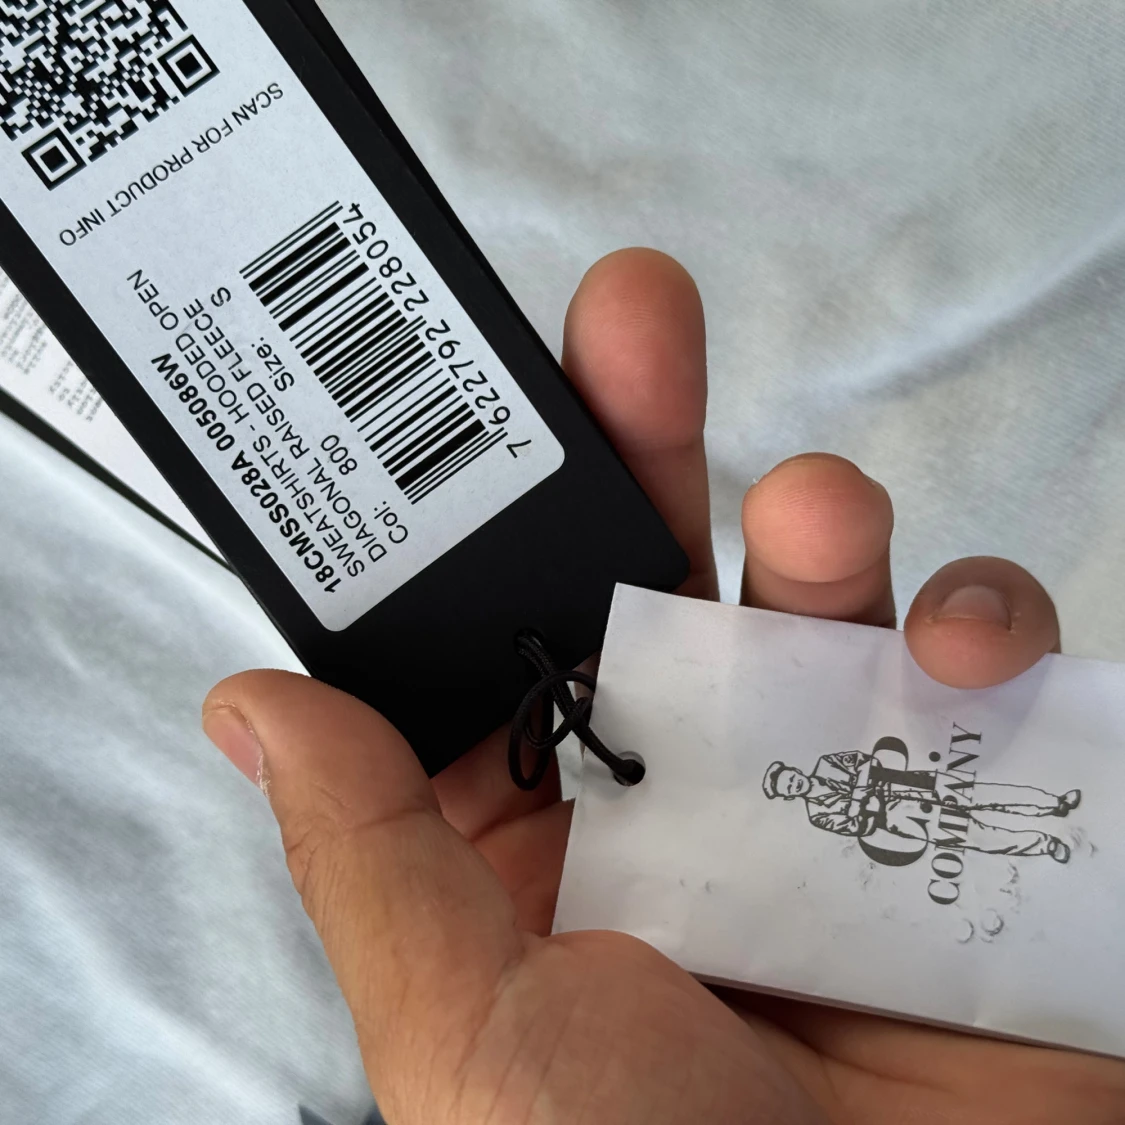 SCAN FOR PRODUCT INFO
18CMSS028A 005086W
SWEATSHIRTS - HOODED OPEN
DIAGONAL RAISED FLEECE
Col: 800 Size: S
7 622792 228054
C.P.
COMPANY